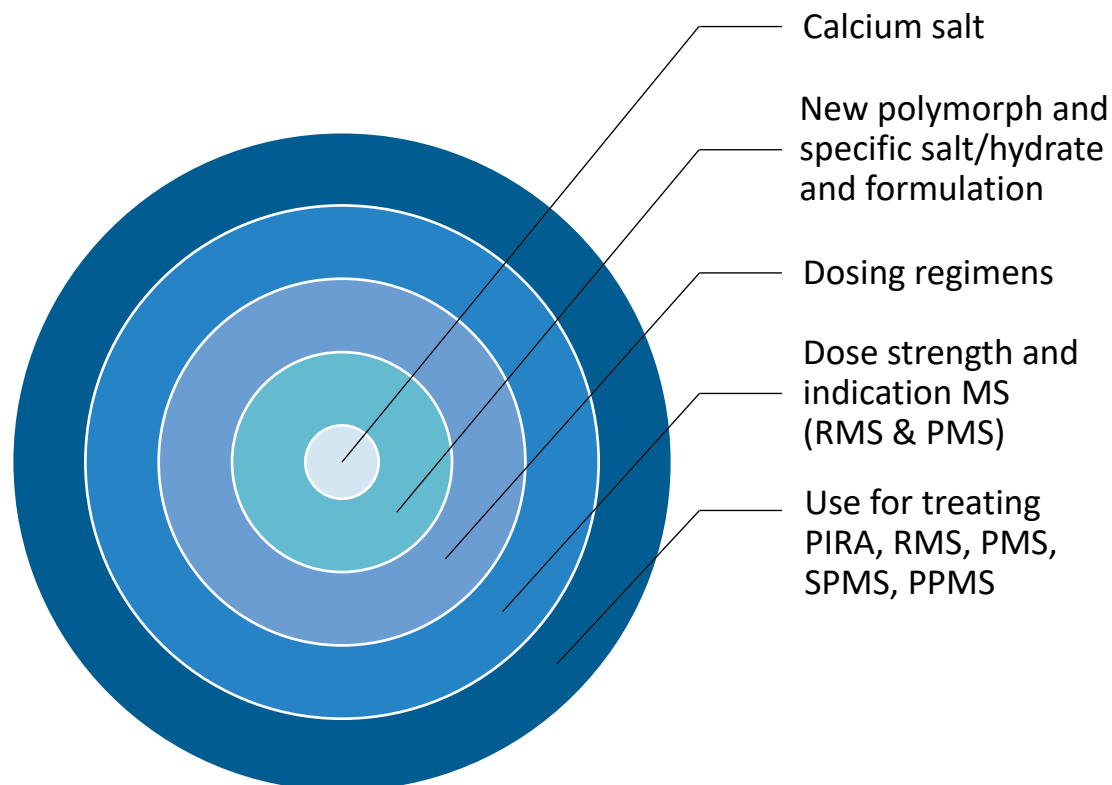 Calcium salt
New polymorph and
specific salt/hydrate
and formulation
Dosing regimens
Dose strength and
indication MS
(RMS & PMS)
Use for treating
PIRA, RMS, PMS,
SPMS, PPMS